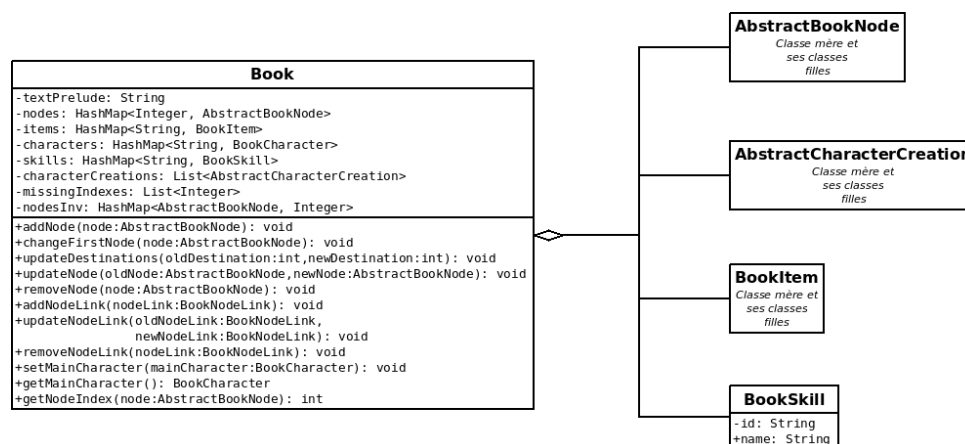 Book
-textPrelude: String
-nodes: HashMap<Integer, AbstractBookNode>
-items: HashMap<String, BookItem>
-characters: HashMap<String, BookCharacter>
-skills: HashMap<String, BookSkill>
-characterCreations: List<AbstractCharacterCreation>
-missingIndexes: List<Integer>
-nodesInv: HashMap<AbstractBookNode, Integer>
+addNode(node:AbstractBookNode): void
+changeFirstNode(node:AbstractBookNode): void
+updateDestinations(oldDestination:int,newDestination:int): void
+updateNode(oldNode:AbstractBookNode,newNode:AbstractBookNode): void
+removeNode(node:AbstractBookNode): void
+addNodeLink(nodeLink:BookNodeLink): void
+updateNodeLink(oldNodeLink:BookNodeLink,
newNodeLink:BookNodeLink): void
+removeNodeLink(nodeLink:BookNodeLink): void
+setMainCharacter(mainCharacter:BookCharacter): void
+getMainCharacter(): BookCharacter
+getNodeIndex(node:AbstractBookNode): int
AbstractBookNode
Classe mère et
ses classes
filles
AbstractCharacterCreation
Classe mère et
ses classes
filles
BookItem
Classe mère et
ses classes
filles
BookSkill
-id: String
+name: String